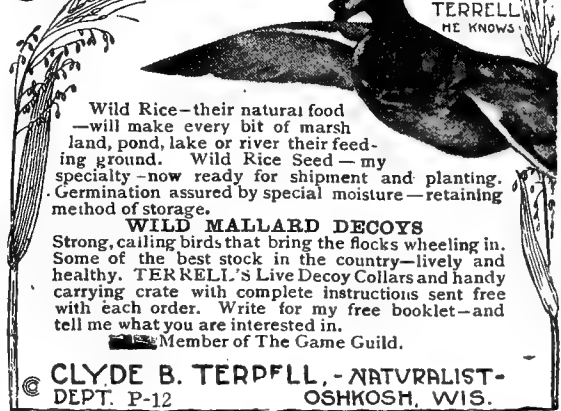 TERRELL
HE KNOWS
Wild Rice—their natural food
—will make every bit of marsh
land, pond, lake or river their feed-
ing ground. Wild Rice Seed — my
specialty—now ready for shipment and planting.
Germination assured by special moisture—retaining
method of storage.
WILD MALLARD DECOYS
Strong, calling birds that bring the flocks wheeling in.
Some of the best stock in the country—lively and
healthy. TERRELL'S Live Decoy Collars and handy
carrying crate with complete instructions sent free
with each order. Write for my free booklet—and
tell me what you are interested in.
Member of The Game Guild.
CLYDE B. TERRELL, - NATURALIST-
DEPT. P-12 OSHKOSH, WIS.